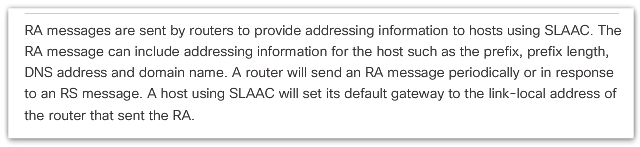 RA messages are sent by routers to provide addressing information to hosts using SLAAC. The
RA message can include addressing information for the host such as the prefix, prefix length,
DNS address and domain name. A router will send an RA message periodically or in response
to an RS message. A host using SLAAC will set its default gateway to the link-local address of
the router that sent the RA.